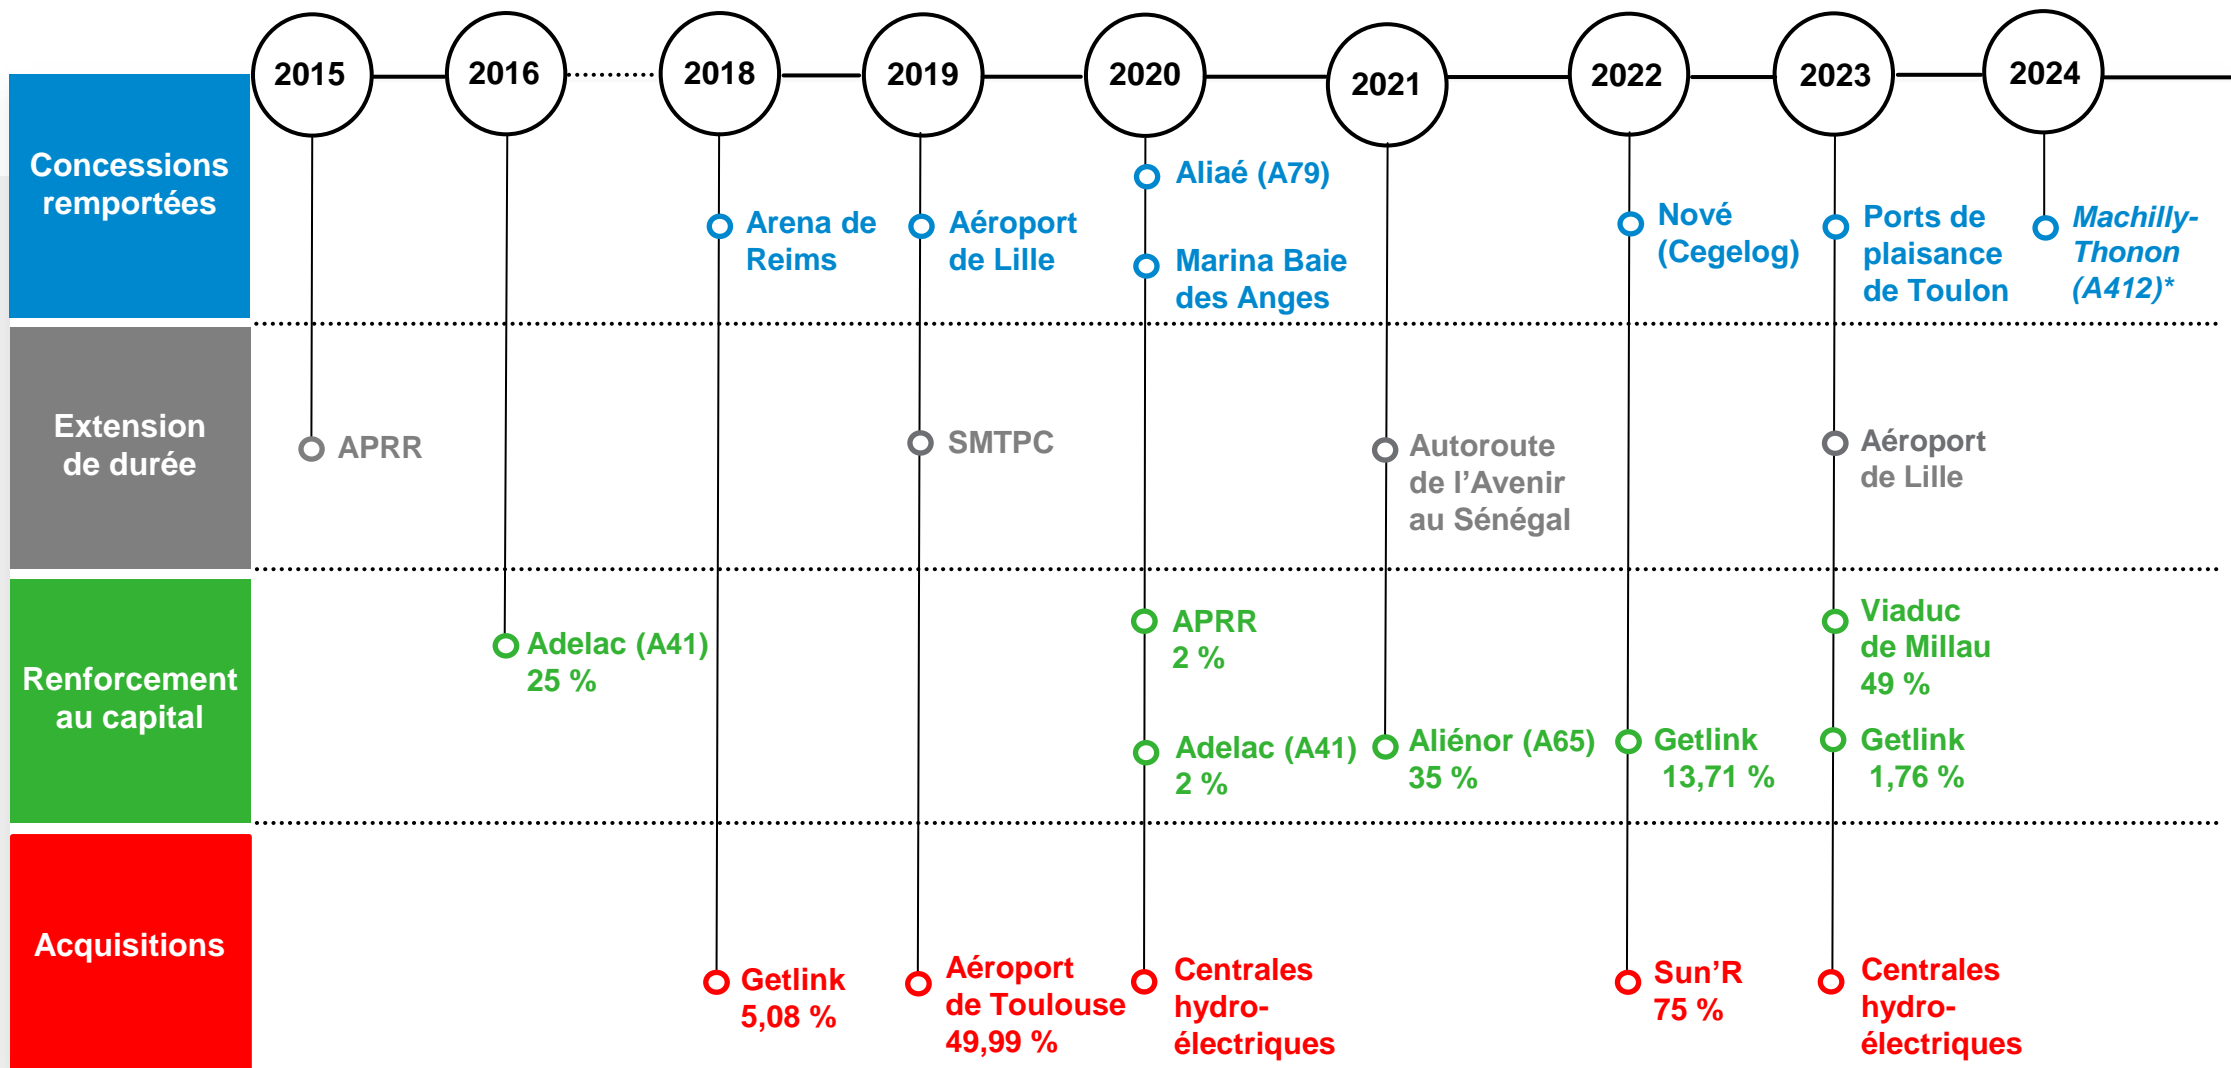 2015
2016
2018
2019
2020
2021
2022
2023
2024
Concessions
remportées
Arena de
Reims
Aéroport
de Lille
Aliaé (A79)
Marina Baie
des Anges
Nové
(Cegelog)
Ports de
plaisance
de Toulon
Machilly-
Thonon
(A412)*
Extension
de durée
APRR
SMTPC
Autoroute
de l’Avenir
au Sénégal
Aéroport
de Lille
Renforcement
au capital
Adelac (A41)
25 %
APRR
2 %
Adelac (A41)
2 %
Aliénor (A65)
35 %
Getlink
13,71 %
Viaduc
de Millau
49 %
Getlink
1,76 %
Acquisitions
Getlink
5,08 %
Aéroport
de Toulouse
49,99 %
Centrales
hydro-
électriques
Sun’R
75 %
Centrales
hydro-
électriques